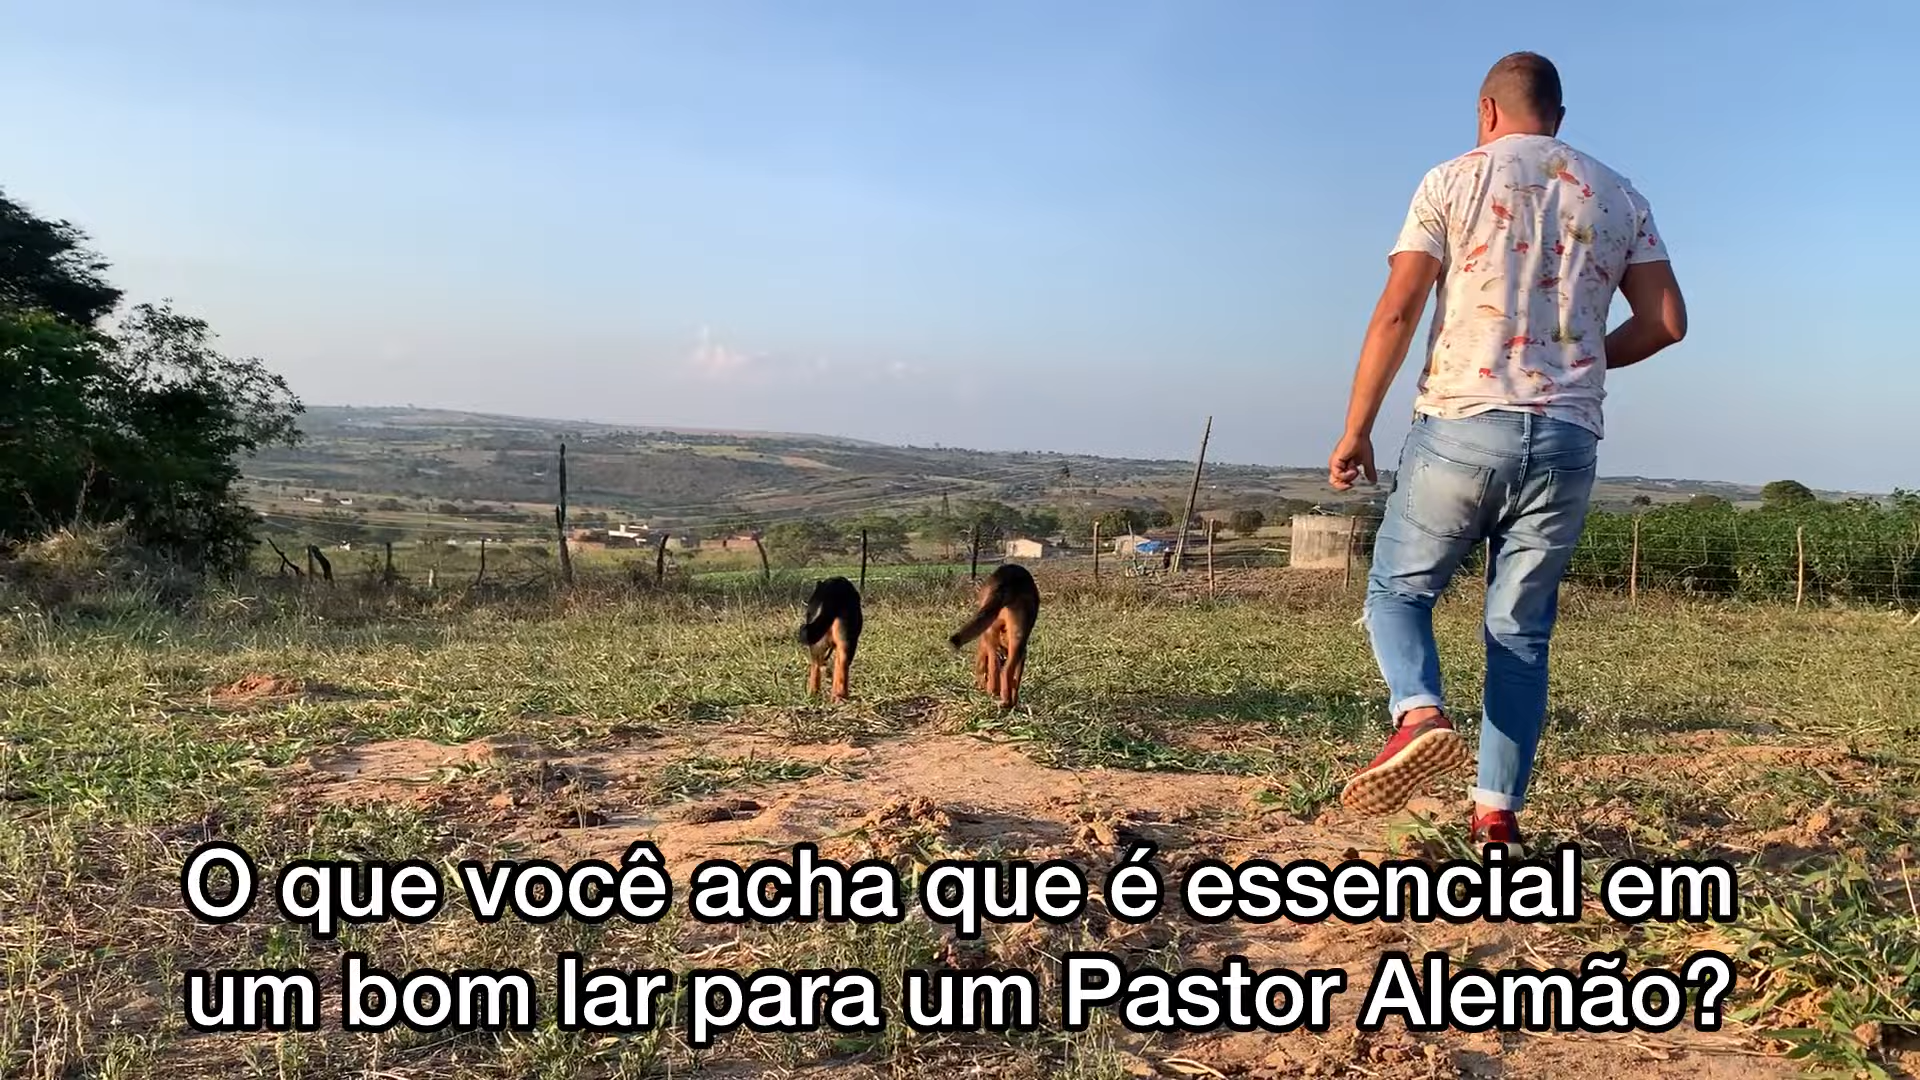 O que você acha que é essencial em
um bom lar para um Pastor Alemão?